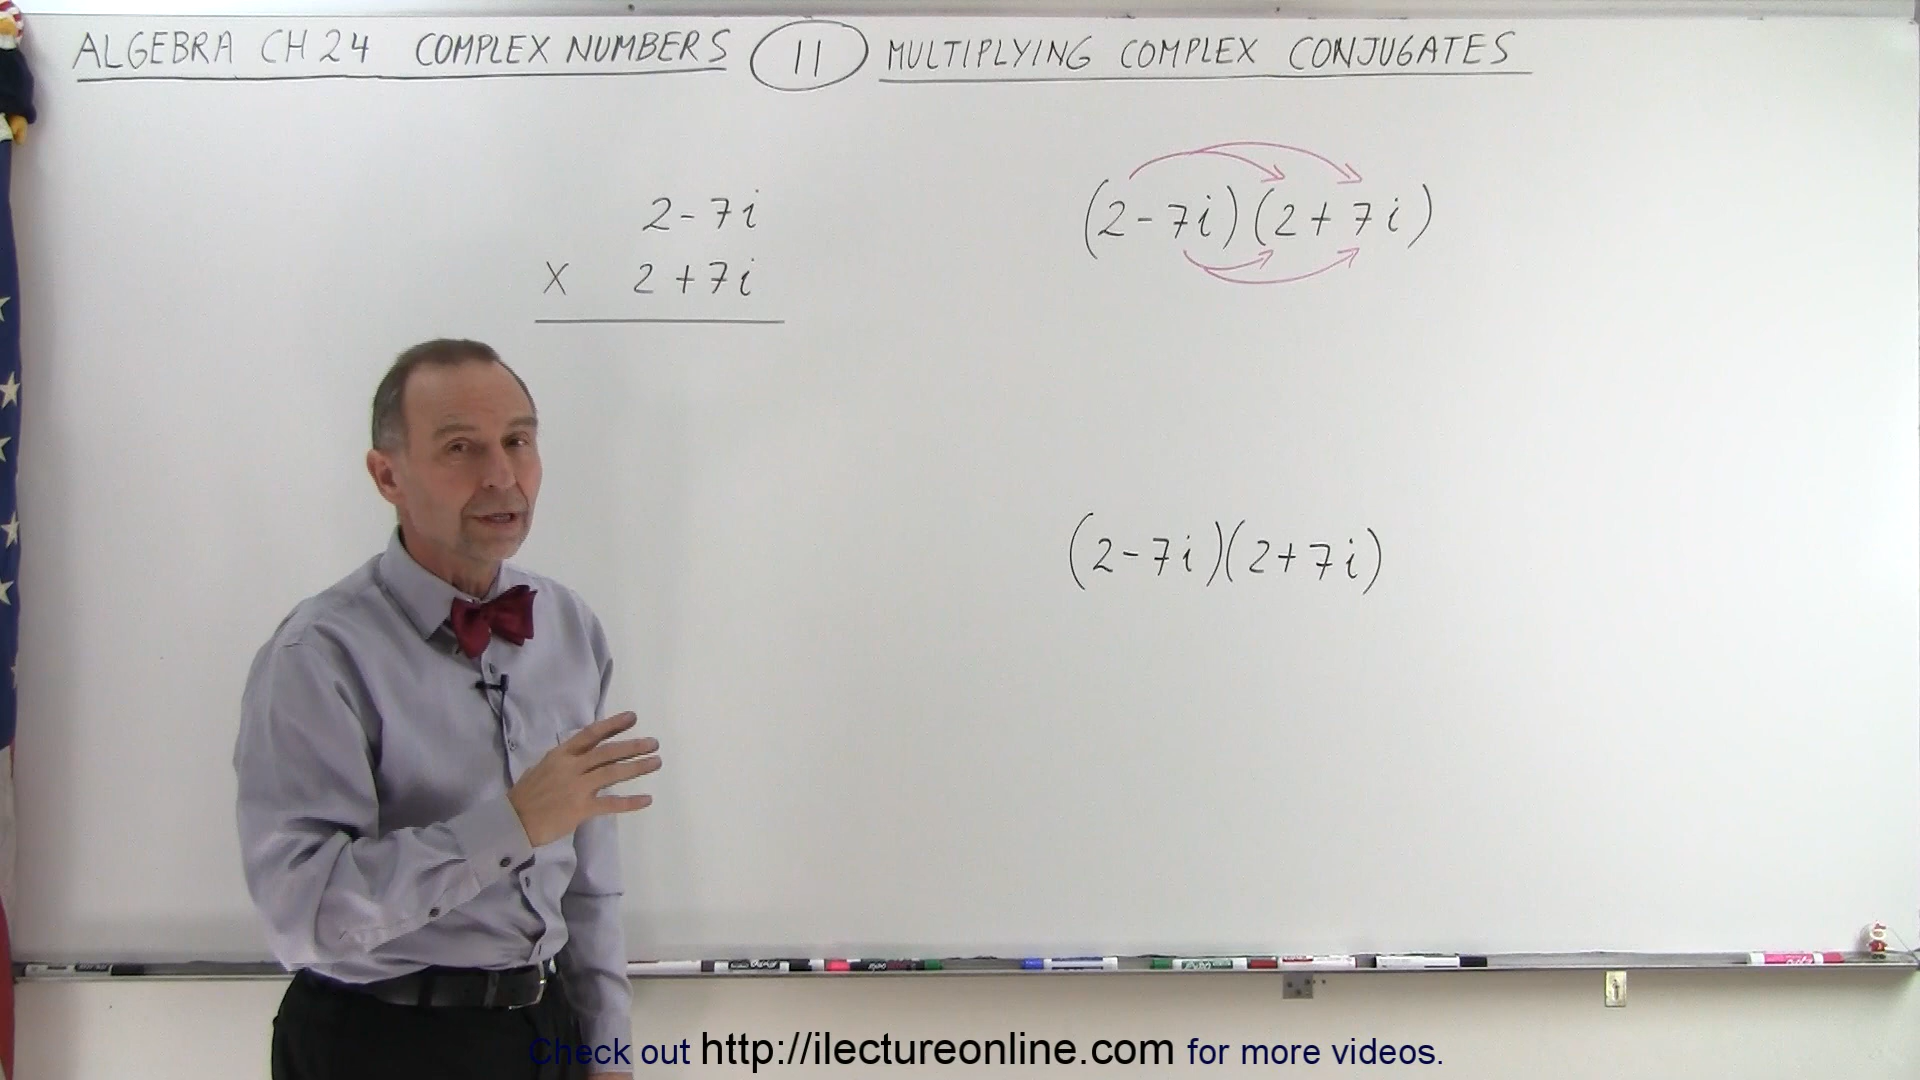 ALGEBRA CH 24 COMPLEX NUMBERS 11 MULTIPLYING COMPLEX CONJUGATES
2 - 7i
X 2 + 7i
(2 - 7i)(2 + 7i)
(2 - 7i)(2 + 7i)
Check out http://ilectureonline.com for more videos.